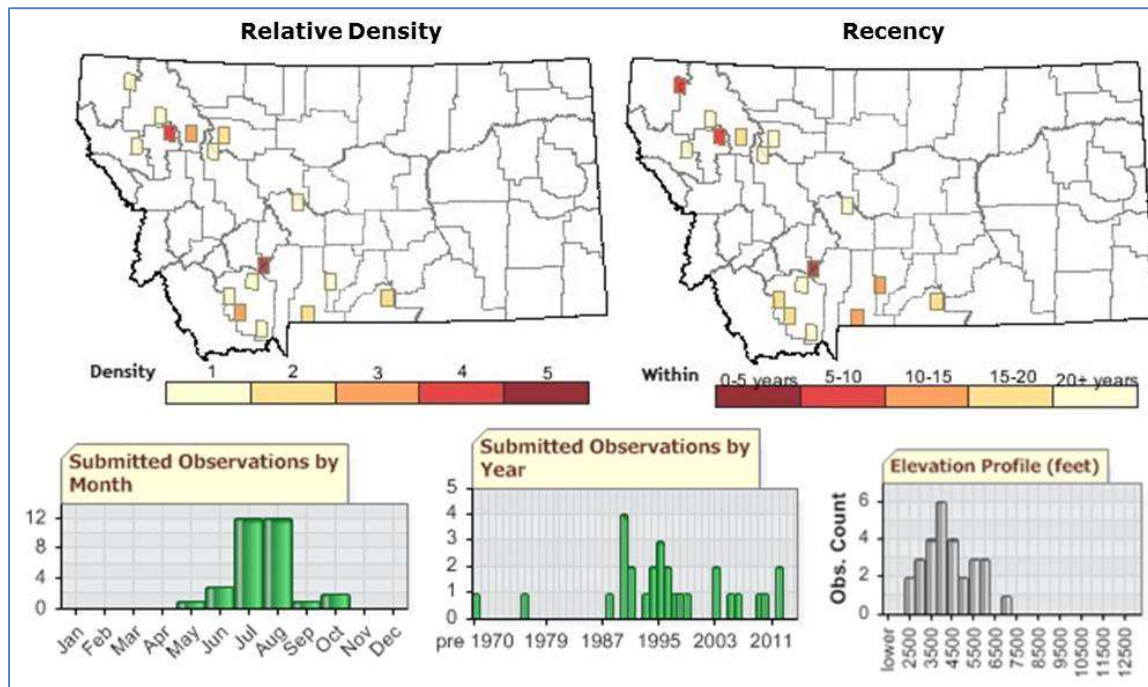 Relative Density
Recency
Density
1 2 3 4 5
Within
0-5 years 5-10 10-15 15-20 20+ years
Submitted Observations by
Month
12
8
4
0
Jan Feb Mar Apr May Jun Jul Aug Sep Oct Nov Dec
Submitted Observations by
Year
5
4
3
2
1
0
pre 1970 1979 1987 1995 2003 2011
Elevation Profile (feet)
Obs. Count
6
4
2
0
lower 2500 3500 4500 5500 6500 7500 8500 9500 10500 11500 12500